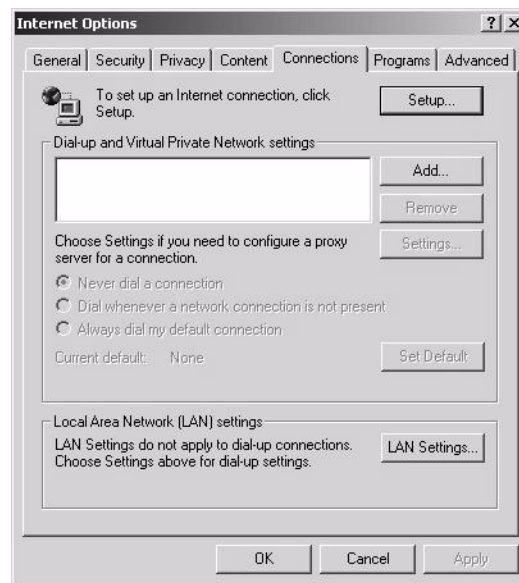 Internet Options
General Security Privacy Content Connections Programs Advanced
To set up an Internet connection, click
Setup.
Setup...
Dial-up and Virtual Private Network settings
Add...
Remove
Choose Settings if you need to configure a proxy
server for a connection.
Settings...
Never dial a connection
Dial whenever a network connection is not present
Always dial my default connection
Current default: None
Set Default
Local Area Network (LAN) settings
LAN Settings do not apply to dial-up connections.
Choose Settings above for dial-up settings.
LAN Settings...
OK Cancel Apply